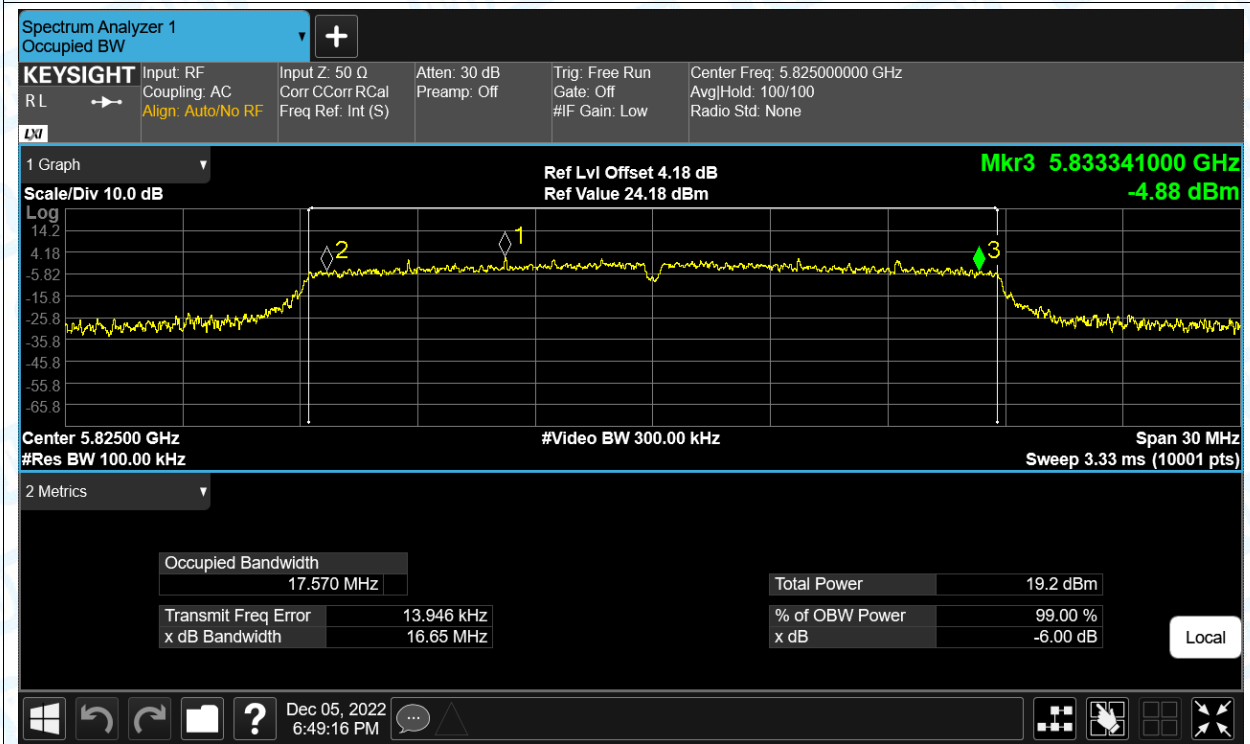 Spectrum Analyzer 1
Occupied BW
KEYSIGHT
R L
LXI
Input: RF
Coupling: AC
Align: Auto/No RF
Input Z: 50 Ω
Corr CCorr RCal
Freq Ref: Int (S)
Atten: 30 dB
Preamp: Off
Trig: Free Run
Gate: Off
#IF Gain: Low
Center Freq: 5.825000000 GHz
Avg|Hold: 100/100
Radio Std: None
1 Graph
Scale/Div 10.0 dB
Ref Lvl Offset 4.18 dB
Ref Value 24.18 dBm
Mkr3 5.833341000 GHz
-4.88 dBm
Log
14.2
4.18
-5.82
-15.8
-25.8
-35.8
-45.8
-55.8
-65.8
2
1
3
Center 5.82500 GHz
#Video BW 300.00 kHz
Span 30 MHz
#Res BW 100.00 kHz
Sweep 3.33 ms (10001 pts)
2 Metrics
Occupied Bandwidth
17.570 MHz
Transmit Freq Error 13.946 kHz
x dB Bandwidth 16.65 MHz
Total Power 19.2 dBm
% of OBW Power 99.00 %
x dB -6.00 dB
Local
?
Dec 05, 2022
6:49:16 PM